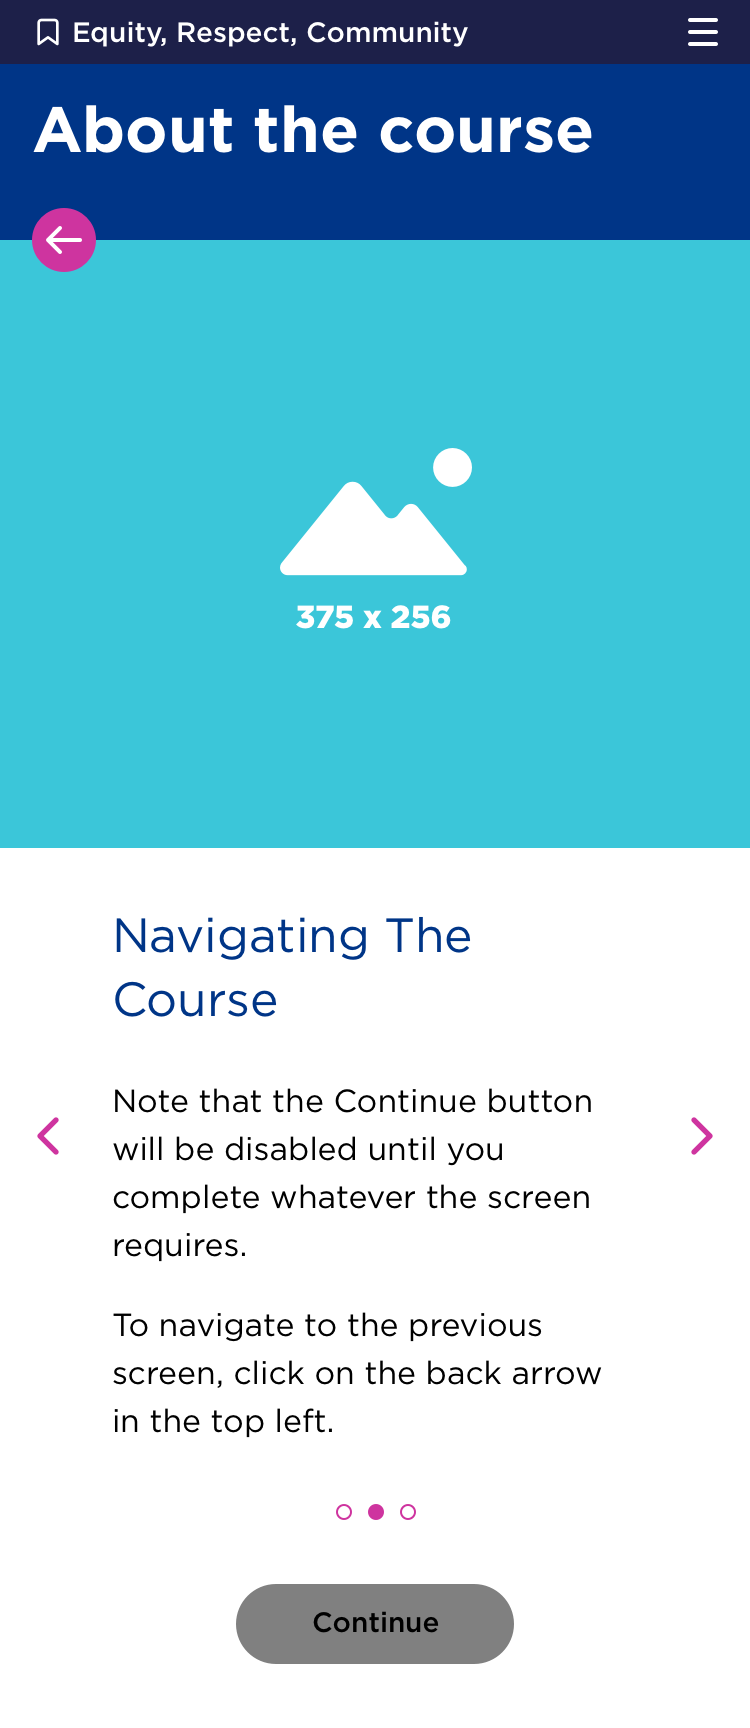 Equity, Respect, Community
About the course
375 x 256
Navigating The
Course
Note that the Continue button
will be disabled until you
complete whatever the screen
requires.
To navigate to the previous
screen, click on the back arrow
in the top left.
Continue